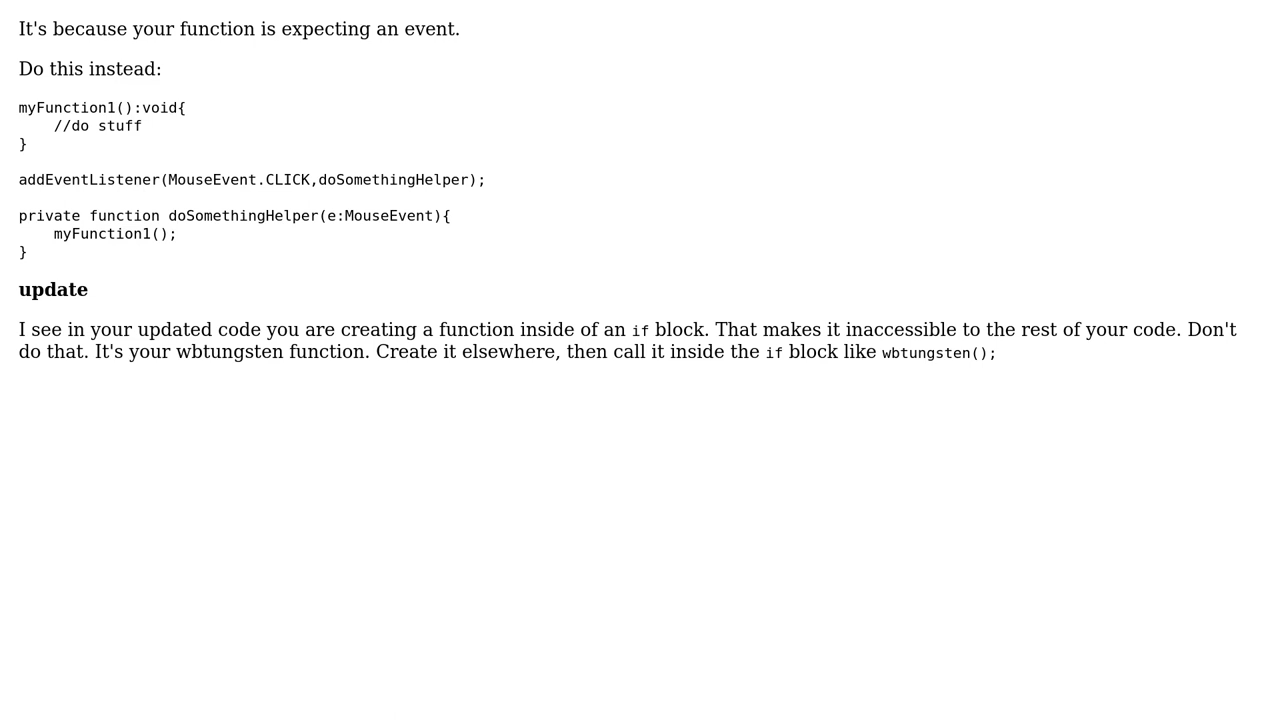 It's because your function is expecting an event.
Do this instead:
myFunction1():void{
    //do stuff
}
addEventListener(MouseEvent.CLICK,doSomethingHelper);
private function doSomethingHelper(e:MouseEvent){
    myFunction1();
}
update
I see in your updated code you are creating a function inside of an if block. That makes it inaccessible to the rest of your code. Don't
do that. It's your wbtungsten function. Create it elsewhere, then call it inside the if block like wbtungsten();